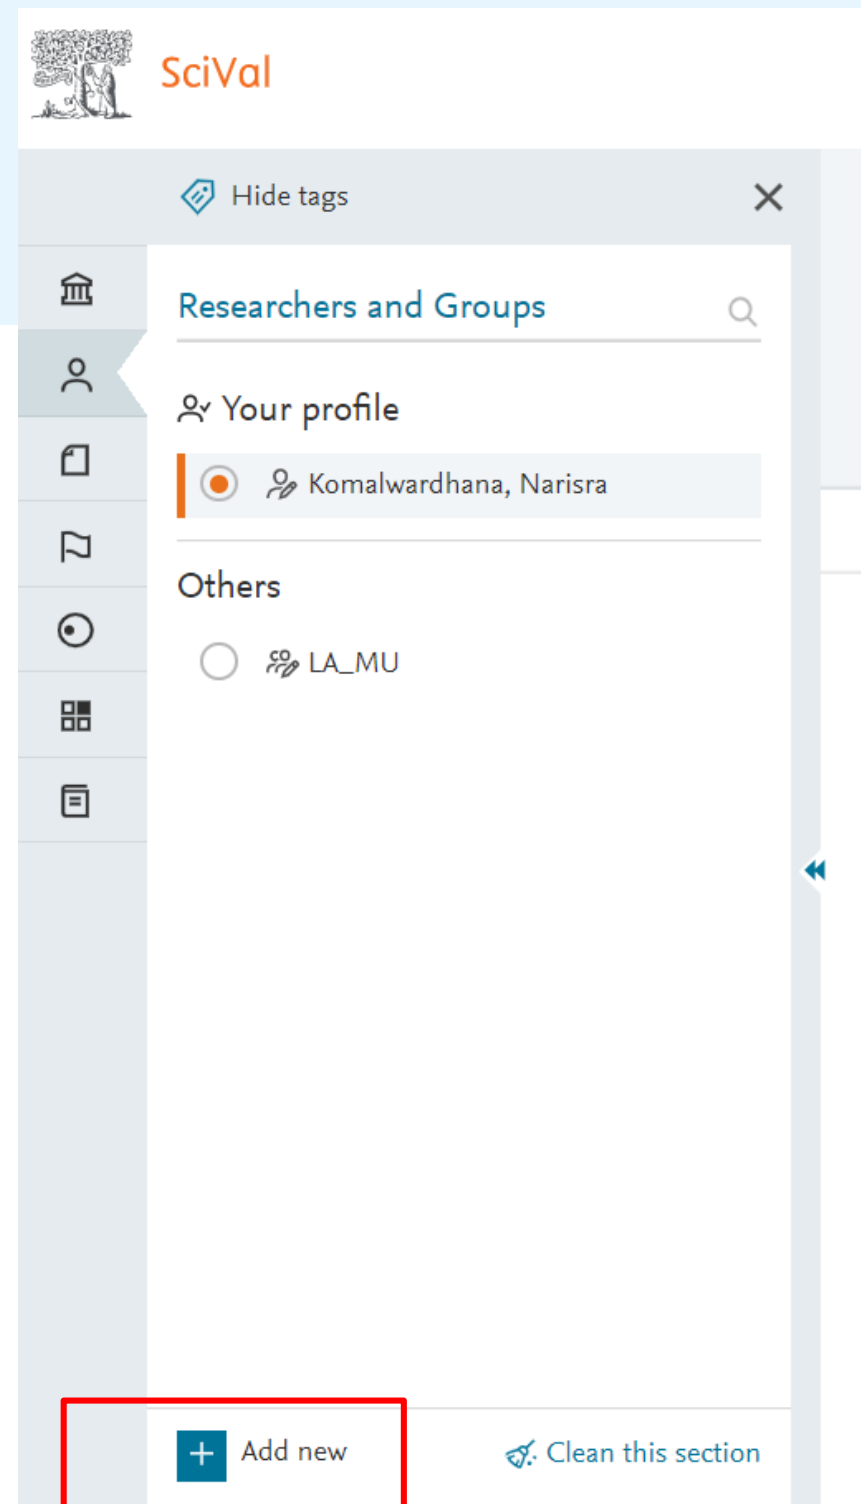 SciVal
Hide tags
Researchers and Groups
Your profile
Komalwardhana, Narisra
Others
LA_MU
Add new
Clean this section